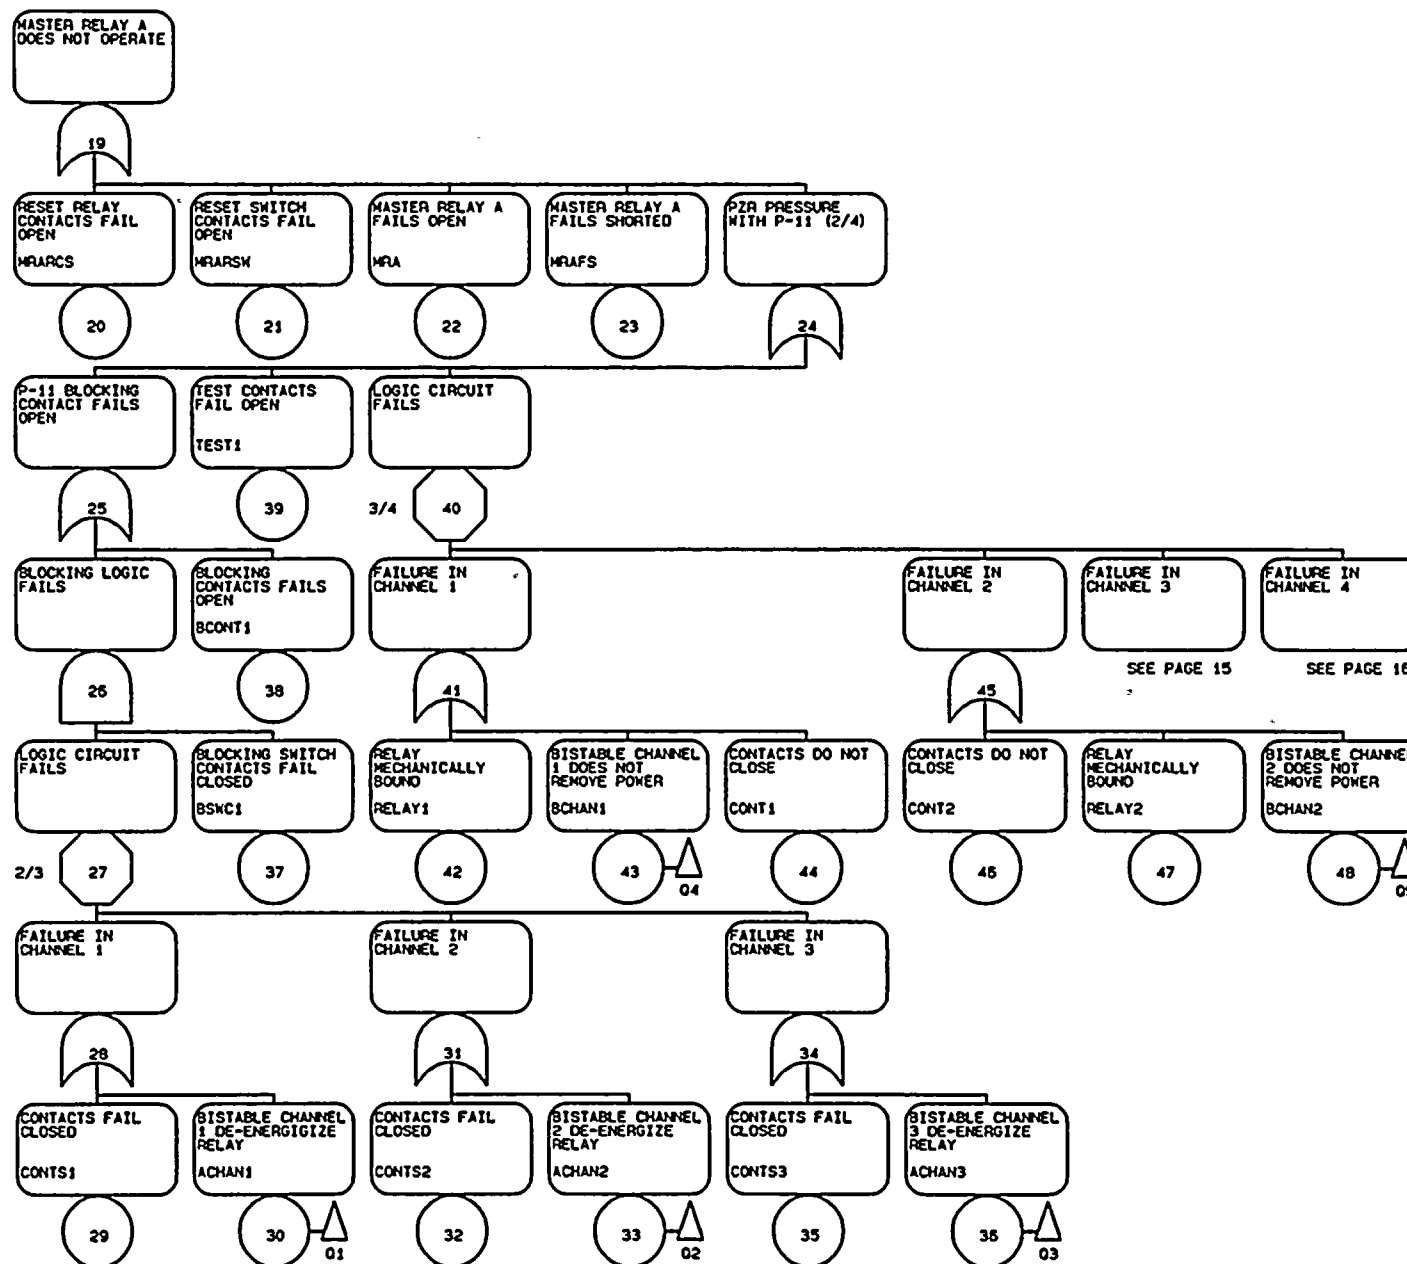 MASTER RELAY A
DOES NOT OPERATE
19
RESET RELAY
CONTACTS FAIL
OPEN
MRARCS
RESET SWITCH
CONTACTS FAIL
OPEN
MRARSW
MASTER RELAY A
FAILS OPEN
MRA
MASTER RELAY A
FAILS SHORTED
MRAFS
PZR PRESSURE
WITH P-11 (2/4)
20
21
22
23
24
P-11 BLOCKING
CONTACT FAILS
OPEN
TEST CONTACTS
FAIL OPEN
TEST1
LOGIC CIRCUIT
FAILS
25
39
3/4
40
BLOCKING LOGIC
FAILS
BLOCKING
CONTACTS FAILS
OPEN
BCONT1
FAILURE IN
CHANNEL 1
FAILURE IN
CHANNEL 2
FAILURE IN
CHANNEL 3
FAILURE IN
CHANNEL 4
SEE PAGE 15
SEE PAGE 16
26
38
41
45
LOGIC CIRCUIT
FAILS
BLOCKING SWITCH
CONTACTS FAIL
CLOSED
BSWC1
RELAY
MECHANICALLY
BOUND
RELAY1
BISTABLE CHANNEL
1 DOES NOT
REMOVE POWER
BCHAN1
CONTACTS DO NOT
CLOSE
CONT1
CONTACTS DO NOT
CLOSE
CONT2
RELAY
MECHANICALLY
BOUND
RELAY2
BISTABLE CHANNEL
2 DOES NOT
REMOVE POWER
BCHAN2
2/3
27
37
42
43
04
44
46
47
48
FAILURE IN
CHANNEL 1
FAILURE IN
CHANNEL 2
FAILURE IN
CHANNEL 3
28
31
34
CONTACTS FAIL
CLOSED
CONTS1
BISTABLE CHANNEL
1 DE-ENERGIGIZE
RELAY
ACHAN1
CONTACTS FAIL
CLOSED
CONTS2
BISTABLE CHANNEL
2 DE-ENERGIZE
RELAY
ACHAN2
CONTACTS FAIL
CLOSED
CONTS3
BISTABLE CHANNEL
3 DE-ENERGIZE
RELAY
ACHAN3
29
30
01
32
33
02
35
36
03